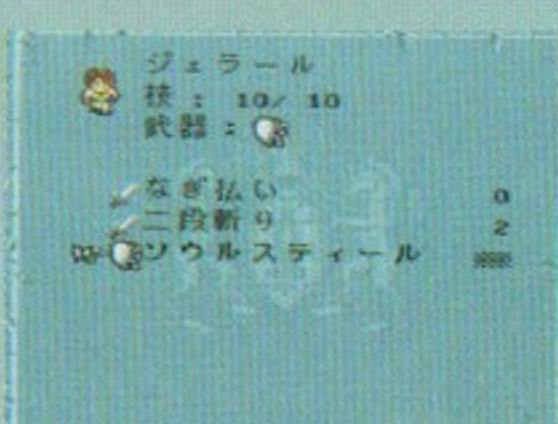 ジェラール
技： 10/ 10
武器：
なぎ払い 0
二段斬り 2
ソウルスティール